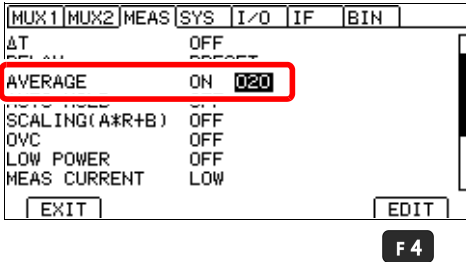 MUX1 MUX2 MEAS SYS I/O IF BIN
ΔT OFF
AVERAGE ON 020
SCALING(A*R+B) OFF
OVC OFF
LOW POWER OFF
MEAS CURRENT LOW
EXIT EDIT
F4